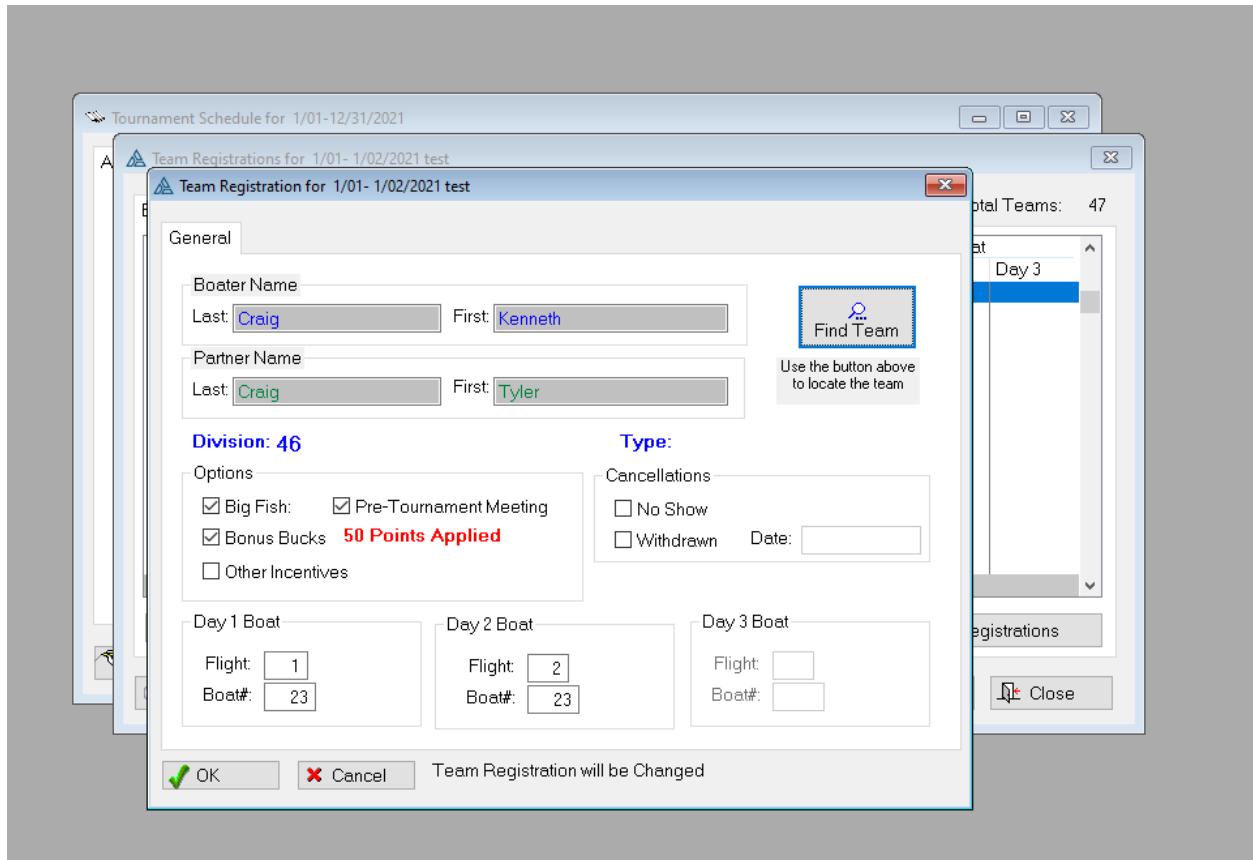 Tournament Schedule for 1/01-12/31/2021
Team Registrations for 1/01- 1/02/2021 test
Team Registration for 1/01- 1/02/2021 test
Total Teams: 47
General
Day 3
Boater Name
Last: Craig First: Kenneth
Find Team
Partner Name
Last: Craig First: Tyler
Use the button above
to locate the team
Division: 46 Type:
Options Cancellations
Big Fish: Pre-Tournament Meeting No Show
Bonus Bucks 50 Points Applied Withdrawn Date:
Other Incentives
Day 1 Boat Day 2 Boat Day 3 Boat
egistrations
Flight: 1 Flight: 2 Flight:
Boat#: 23 Boat#: 23 Boat#:
Close
OK Cancel Team Registration will be Changed